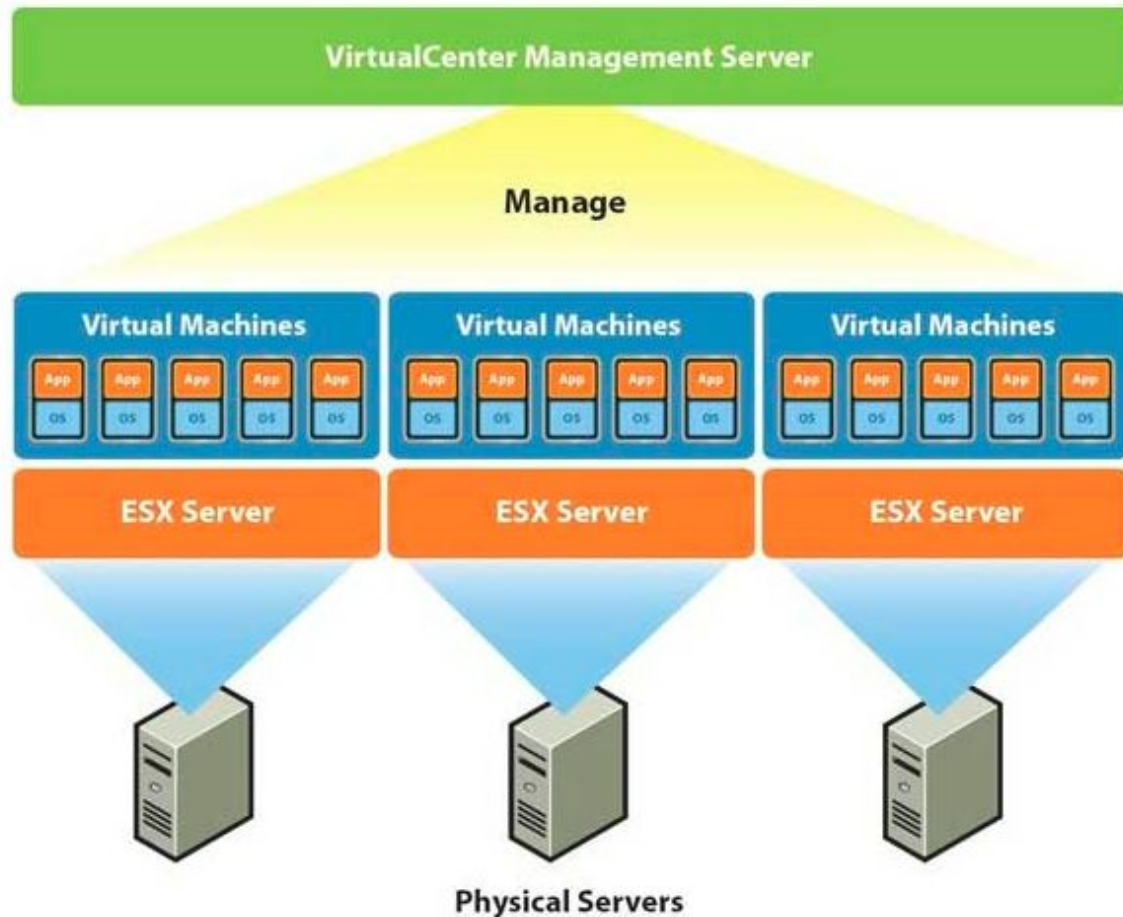 VirtualCenter Management Server
Manage
Virtual Machines Virtual Machines Virtual Machines
App App App App App App App App App App App App App App App
OS OS OS OS OS OS OS OS OS OS OS OS OS OS OS
ESX Server ESX Server ESX Server
Physical Servers